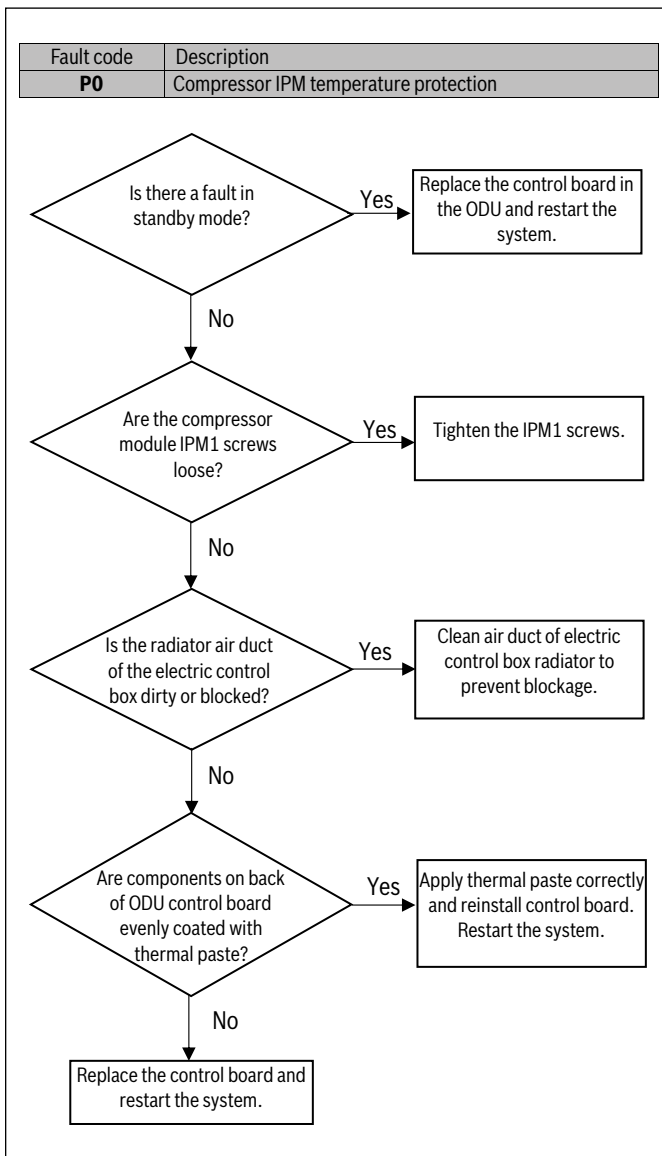 Fault code Description
P0 Compressor IPM temperature protection
Is there a fault in
standby mode?
Yes
Replace the control board in
the ODU and restart the
system.
No
Are the compressor
module IPM1 screws
loose?
Yes
Tighten the IPM1 screws.
No
Is the radiator air duct
of the electric control
box dirty or blocked?
Yes
Clean air duct of electric
control box radiator to
prevent blockage.
No
Are components on back
of ODU control board
evenly coated with
thermal paste?
Yes
Apply thermal paste correctly
and reinstall control board.
Restart the system.
No
Replace the control board and
restart the system.